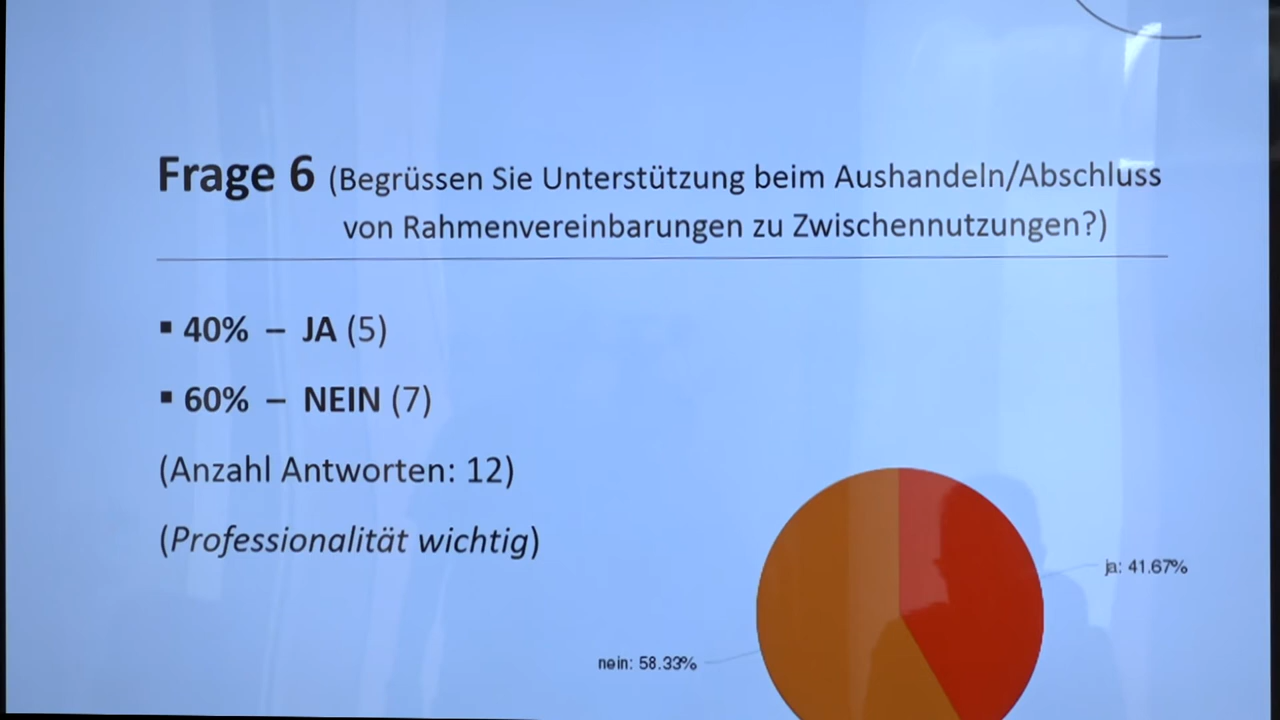 Frage 6 (Begrüssen Sie Unterstützung beim Aushandeln/Abschluss
von Rahmenvereinbarungen zu Zwischennutzungen?)
▪ 40% – JA (5)
▪ 60% – NEIN (7)
(Anzahl Antworten: 12)
(Professionalität wichtig)
ja: 41.67%
nein: 58.33%